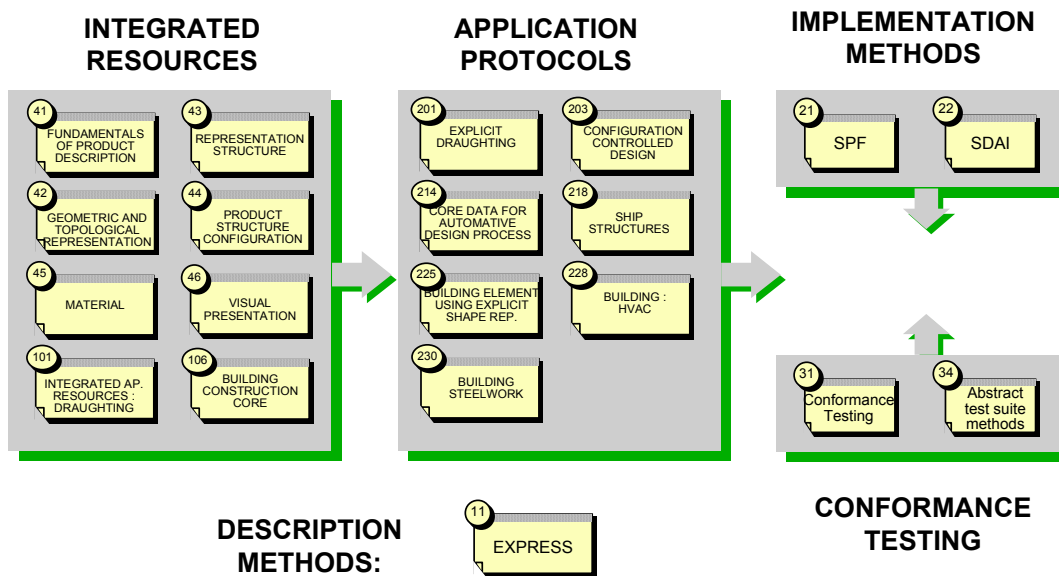 INTEGRATED
RESOURCES
41
FUNDAMENTALS
OF PRODUCT
DESCRIPTION
43
REPRESENTATION
STRUCTURE
42
GEOMETRIC AND
TOPOLOGICAL
REPRESENTATION
44
PRODUCT
STRUCTURE
CONFIGURATION
45
MATERIAL
46
VISUAL
PRESENTATION
101
INTEGRATED AP.
RESOURCES :
DRAUGHTING
106
BUILDING
CONSTRUCTION
CORE
APPLICATION
PROTOCOLS
201
EXPLICIT
DRAUGHTING
203
CONFIGURATION
CONTROLLED
DESIGN
214
CORE DATA FOR
AUTOMATIVE
DESIGN PROCESS
218
SHIP
STRUCTURES
225
BUILDING ELEMENT
USING EXPLICIT
SHAPE REP.
228
BUILDING :
HVAC
230
BUILDING
STEELWORK
IMPLEMENTATION
METHODS
21
SPF
22
SDAI
31
Conformance
Testing
34
Abstract
test suite
methods
CONFORMANCE
TESTING
DESCRIPTION
METHODS:
11
EXPRESS